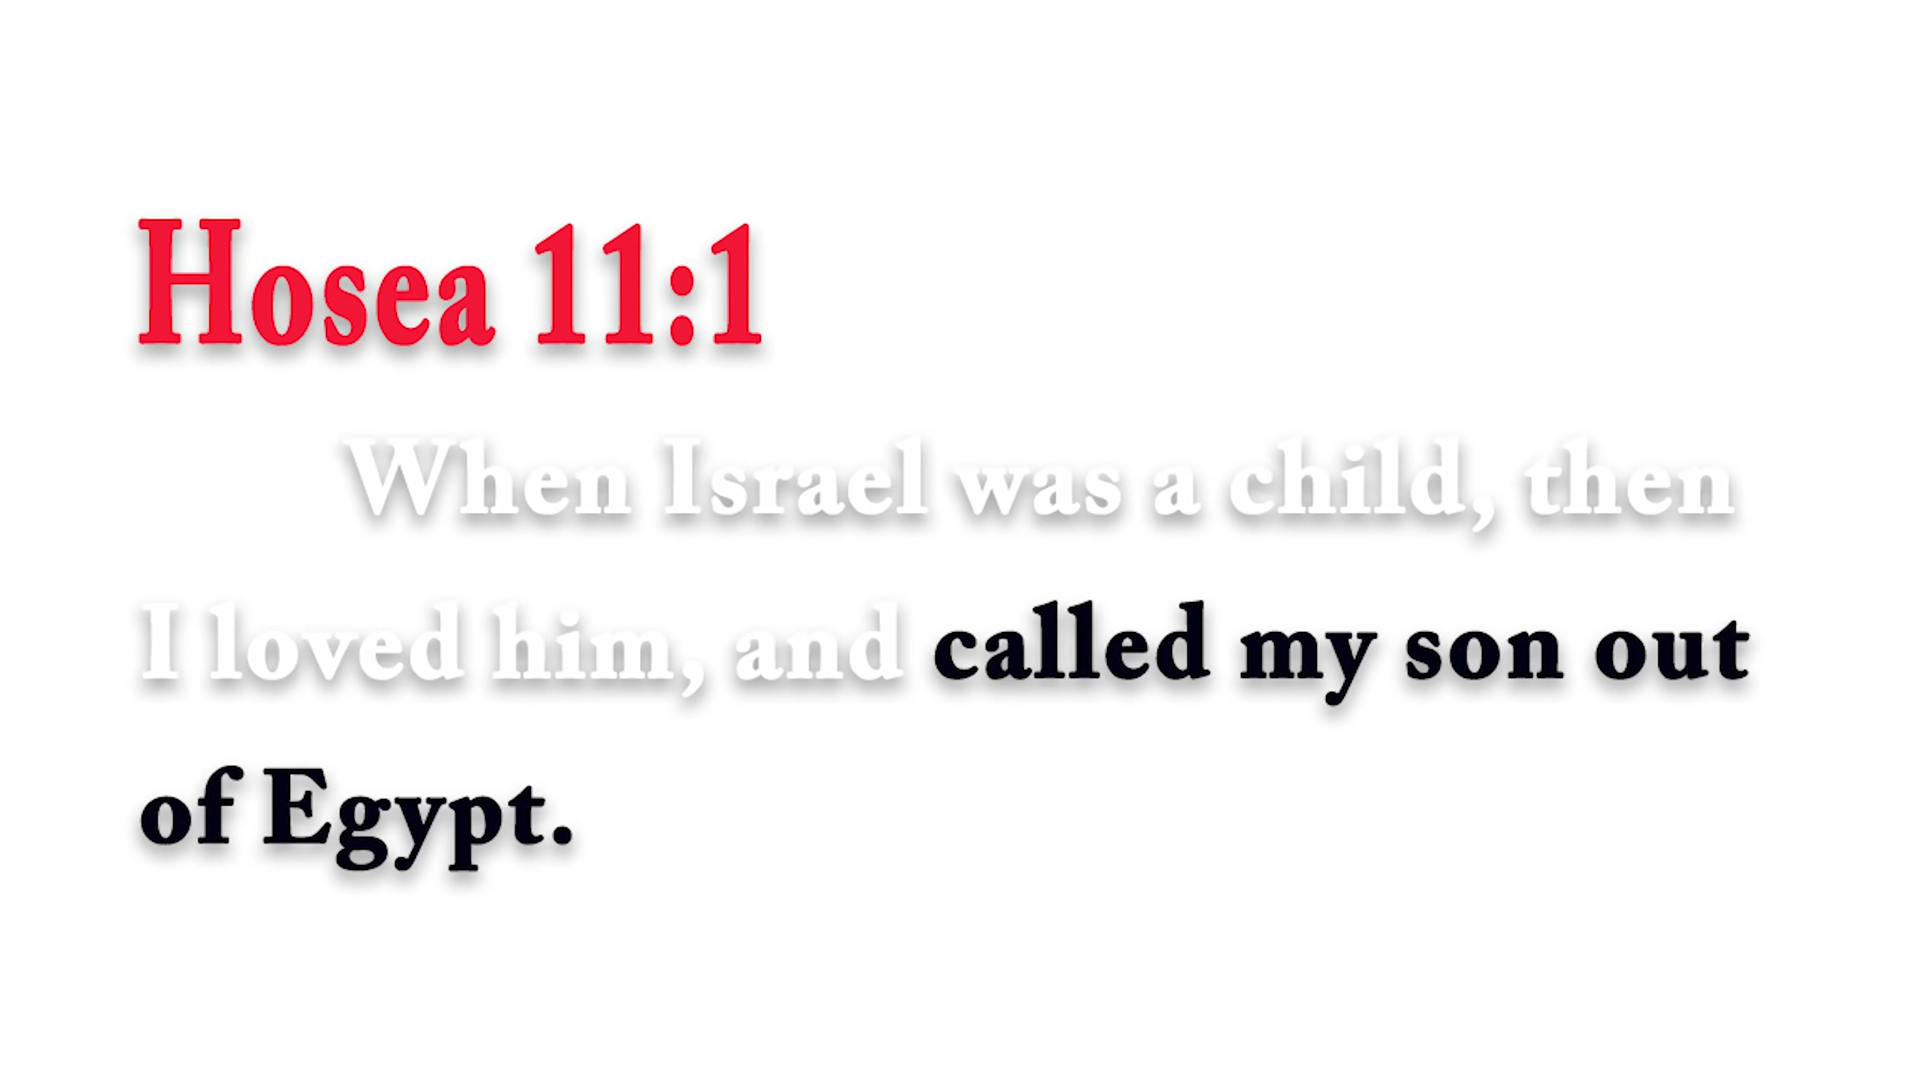 Hosea 11:1
When Israel was a child, then
I loved him, and called my son out
of Egypt.